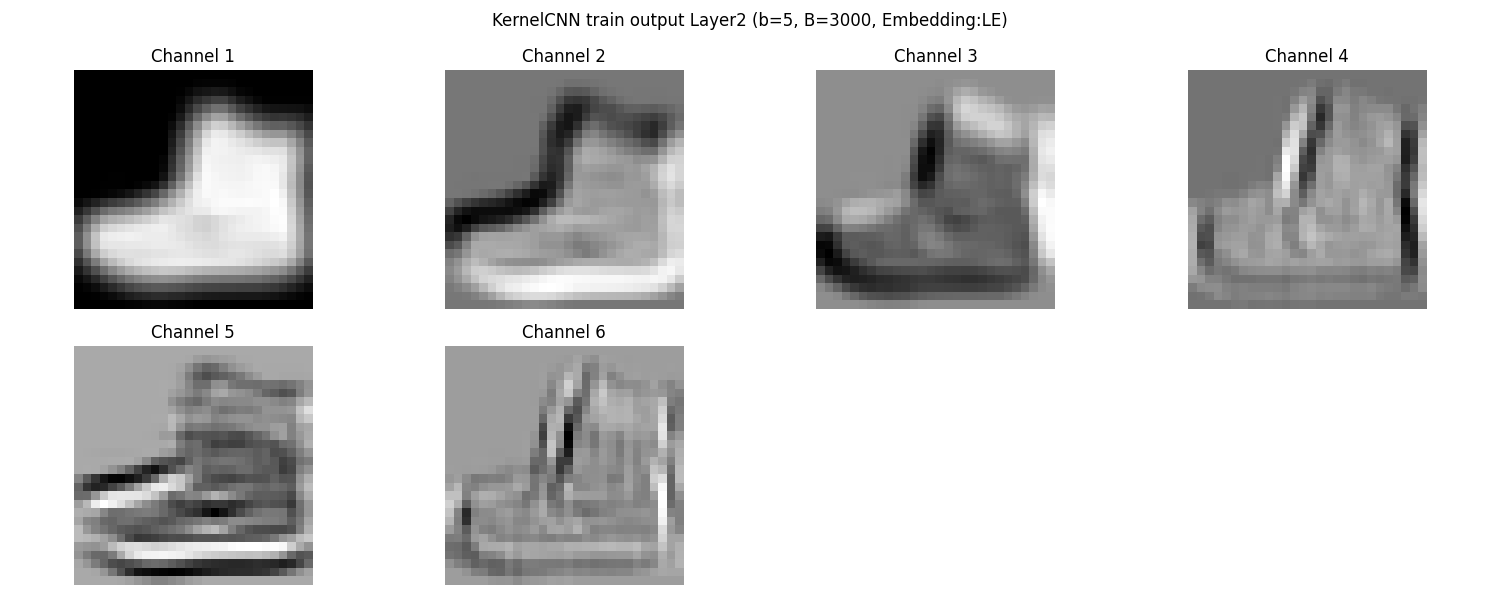 KernelCNN train output Layer2 (b=5, B=3000, Embedding:LE)
Channel 1
Channel 2
Channel 3
Channel 4
Channel 5
Channel 6